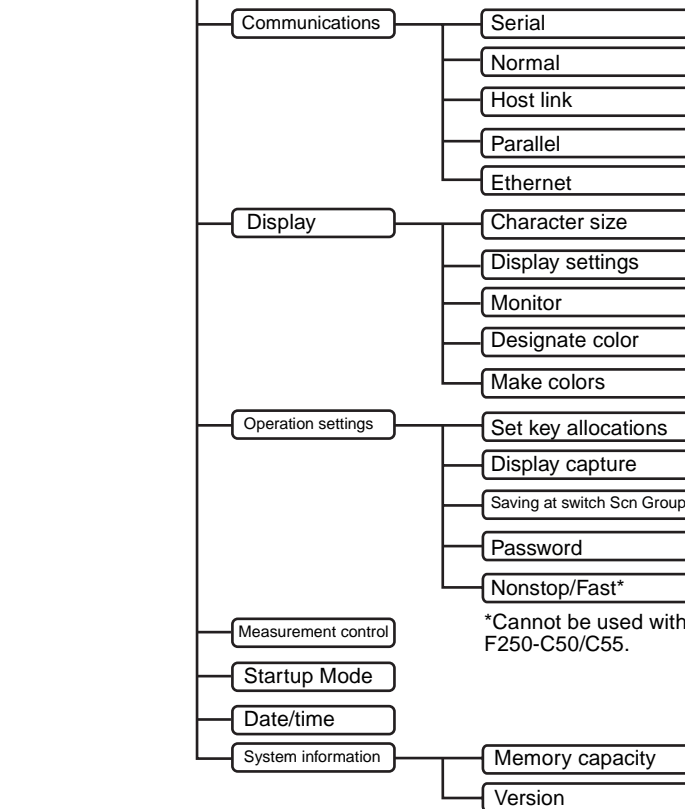 Communications
Serial
Normal
Host link
Parallel
Ethernet
Display
Character size
Display settings
Monitor
Designate color
Make colors
Operation settings
Set key allocations
Display capture
Saving at switch Scn Group
Password
Nonstop/Fast*
*Cannot be used with
F250-C50/C55.
Measurement control
Startup Mode
Date/time
System information
Memory capacity
Version